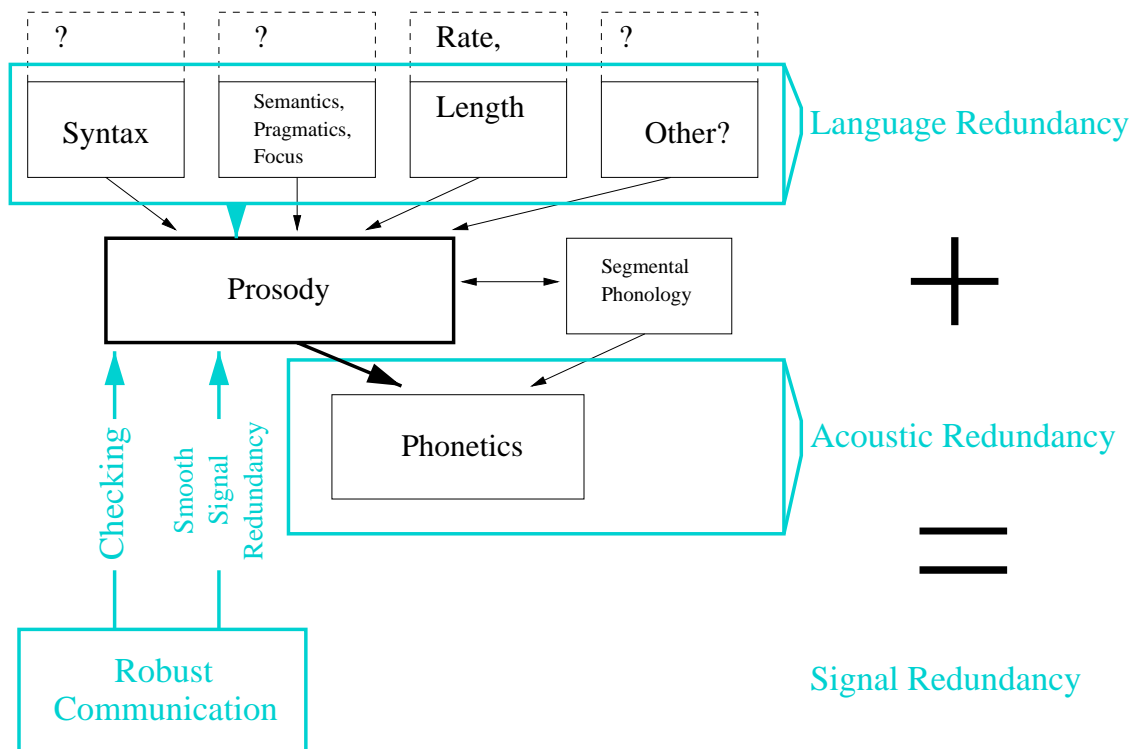 ?
?
Rate,
?
Syntax
Semantics,
Pragmatics,
Focus
Length
Other?
Language Redundancy
Prosody
Segmental
Phonology
+
Phonetics
Acoustic Redundancy
Checking
Smooth
Signal
Redundancy
=
Robust
Communication
Signal Redundancy